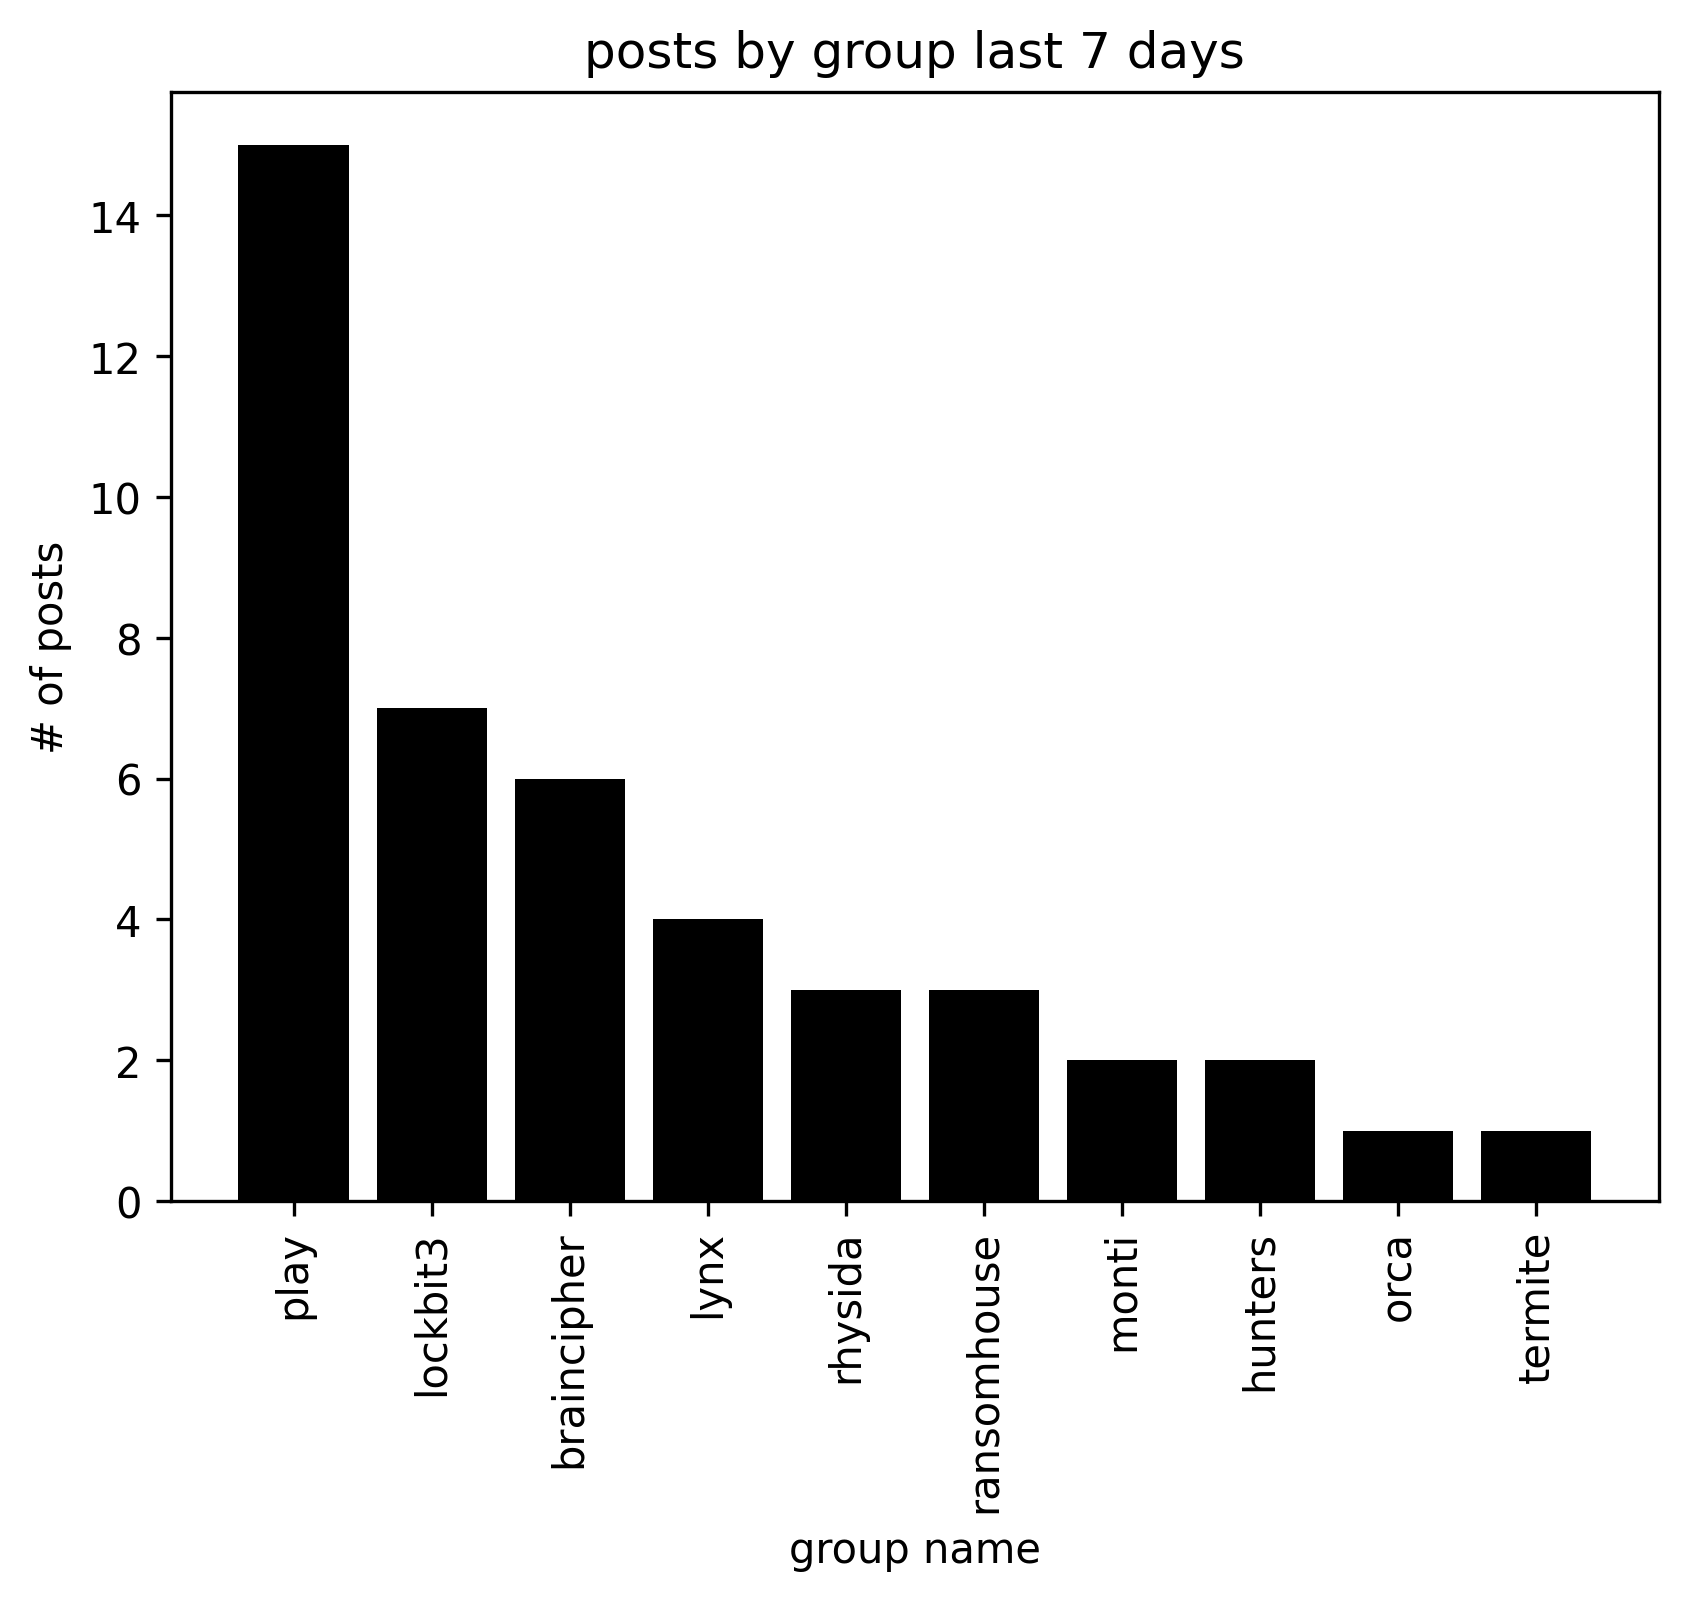 posts by group last 7 days
14
12
10
8
6
4
2
0
# of posts
play
lockbit3
braincipher
lynx
rhysida
ransomhouse
monti
hunters
orca
termite
group name